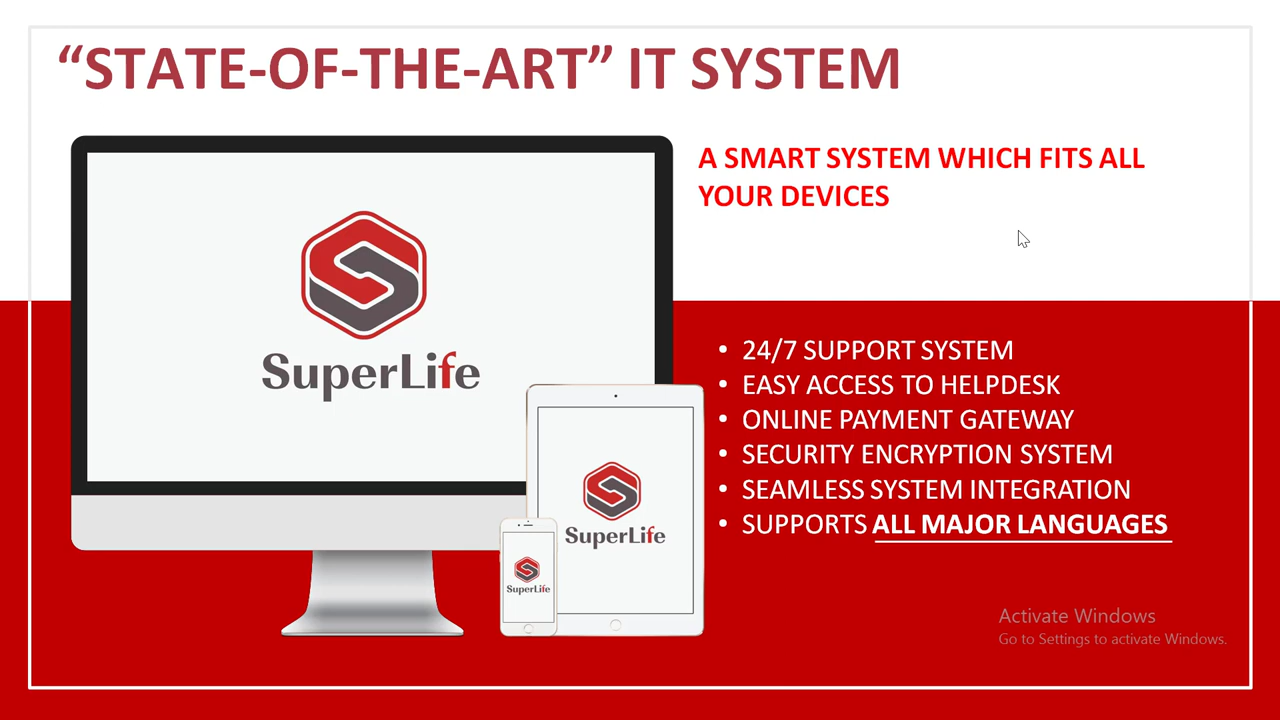 “STATE-OF-THE-ART” IT SYSTEM
A SMART SYSTEM WHICH FITS ALL
YOUR DEVICES
SuperLife
• 24/7 SUPPORT SYSTEM
• EASY ACCESS TO HELPDESK
• ONLINE PAYMENT GATEWAY
• SECURITY ENCRYPTION SYSTEM
• SEAMLESS SYSTEM INTEGRATION
• SUPPORTS ALL MAJOR LANGUAGES
SuperLife
SuperLife
Activate Windows
Go to Settings to activate Windows.